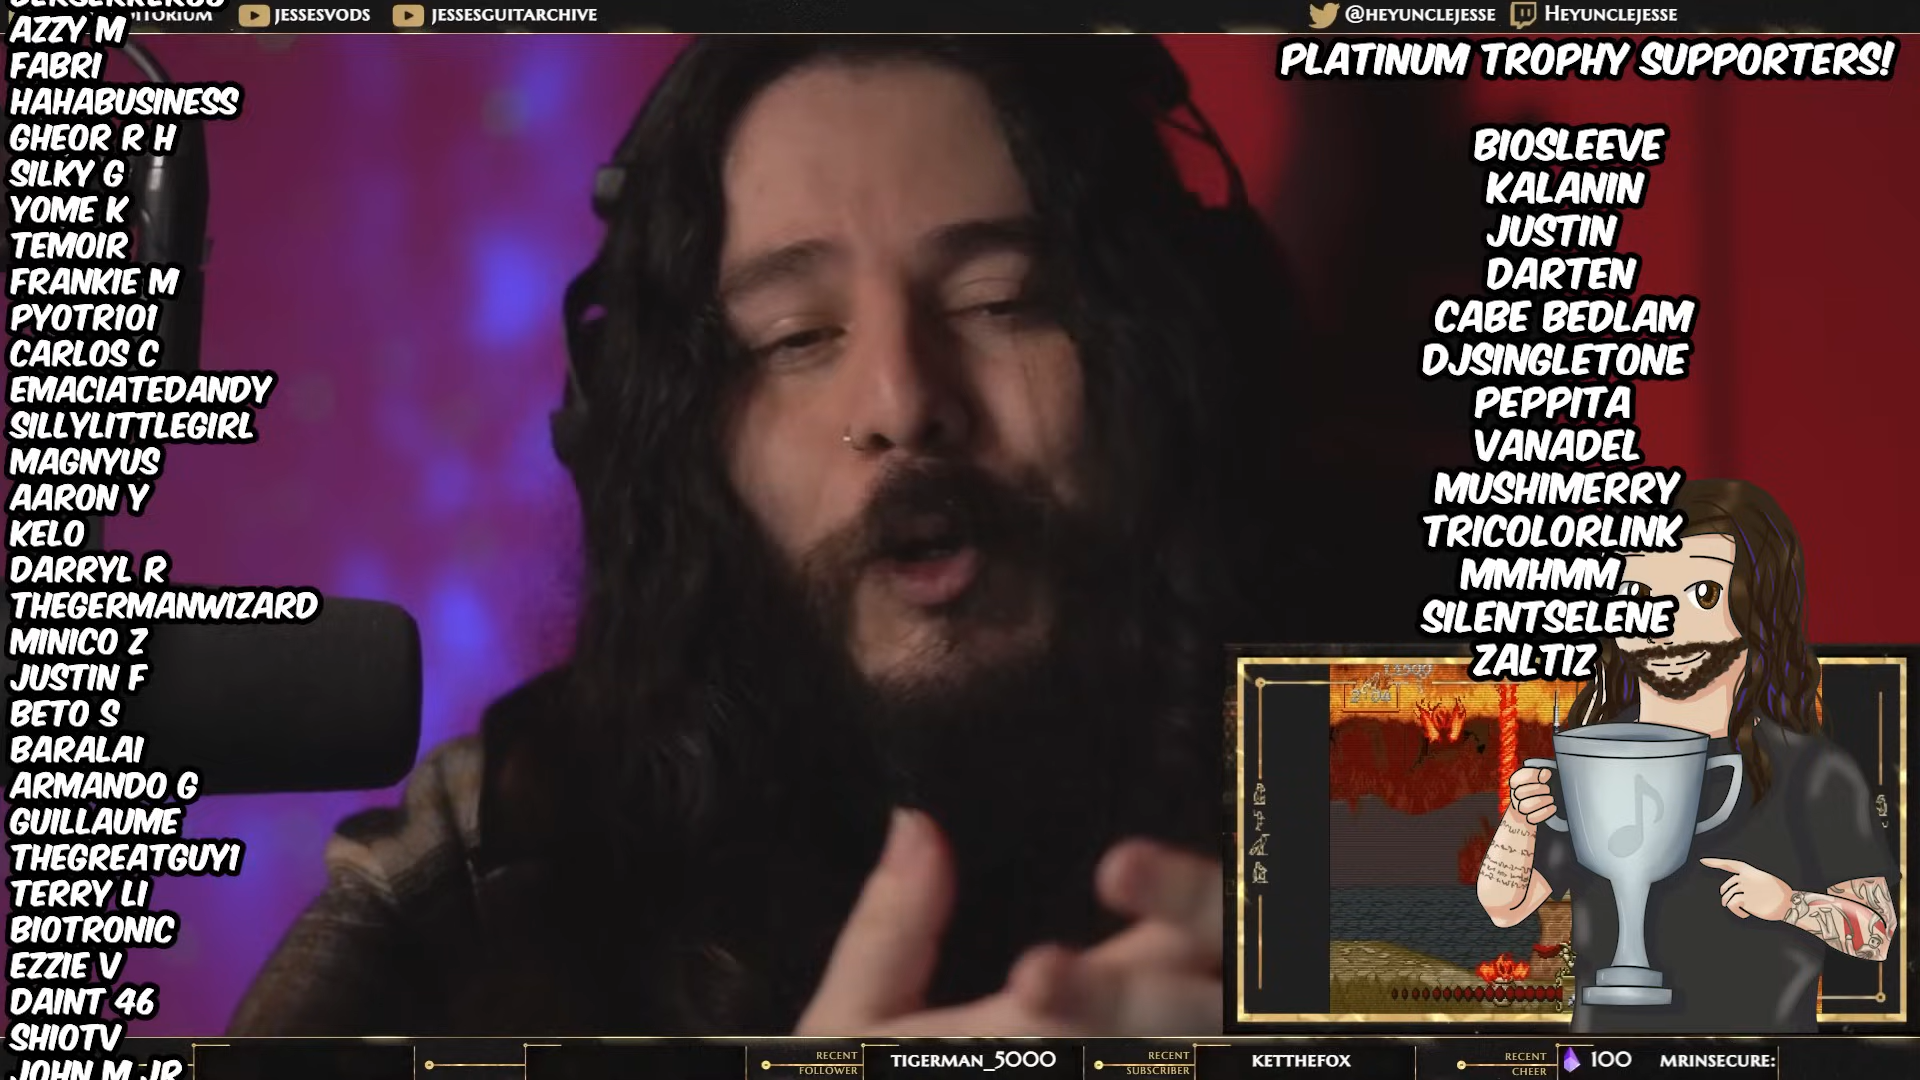 JESSESVODS
JESSESGUITARCHIVE
@HEYUNCLEJESSE
HEYUNCLEJESSE
AZZY M
FABRI
HAHABUSINESS
GHEOR R H
SILKY G
YOME K
TEMOIR
FRANKIE M
PYOTR101
CARLOS C
EMACIATEDANDY
SILLYLITTLEGIRL
MAGNYUS
AARON Y
KELO
DARRYL R
THEGERMANWIZARD
MINICO Z
JUSTIN F
BETO S
BARALAI
ARMANDO G
GUILLAUME
THEGREATGUY1
TERRY LI
BIOTRONIC
EZZIE V
DAINT 46
SHIOTV
JOHN M JR
PLATINUM TROPHY SUPPORTERS!
BIOSLEEVE
KALANIN
JUSTIN
DARTEN
CABE BEDLAM
DJSINGLETONE
PEPPITA
VANADEL
MUSHIMERRY
TRICOLORLINK
MMHMM
SILENTSELENE
ZALTIZ
RECENT
FOLLOWER
TIGERMAN_5000
RECENT
SUBSCRIBER
KETTHEFOX
RECENT
CHEER
100
MRINSECURE: